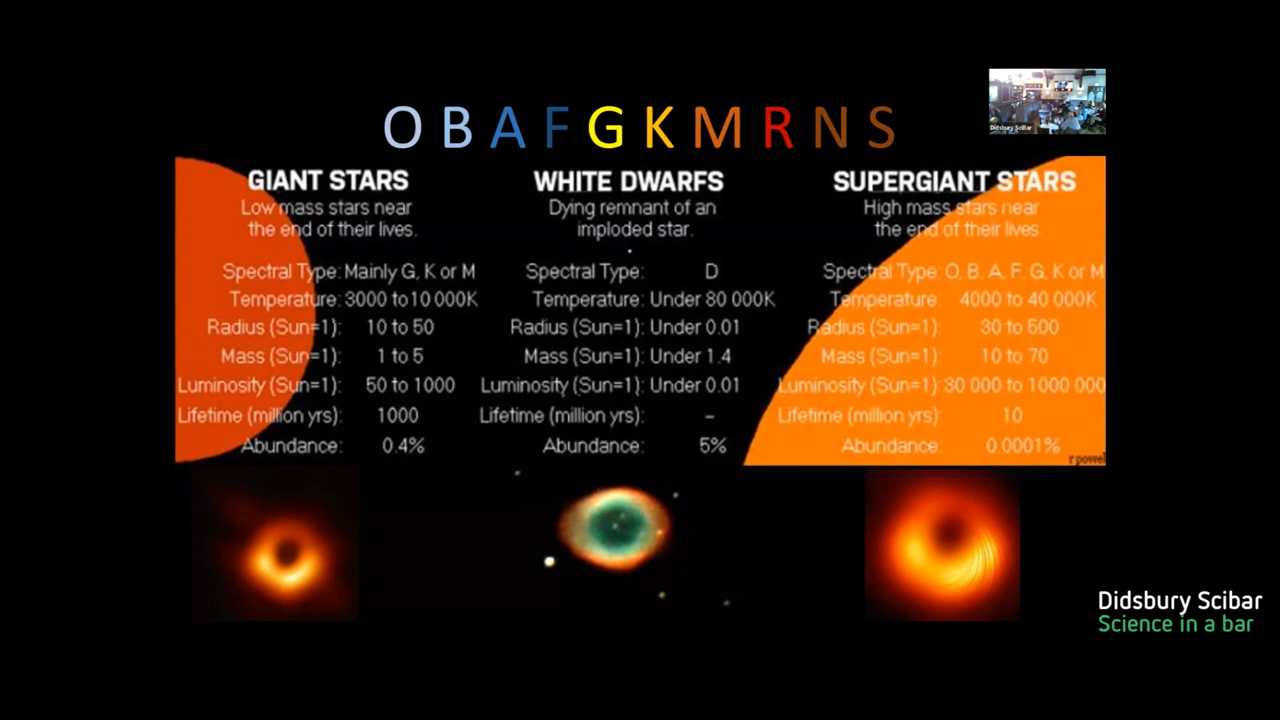 O B A F G K M R N S
Didsbury SciBar
GIANT STARS
Low mass stars near
the end of their lives.
Spectral Type: Mainly G, K or M
Temperature: 3000 to 10 000K
Radius (Sun=1): 10 to 50
Mass (Sun=1): 1 to 5
Luminosity (Sun=1): 50 to 1000
Lifetime (million yrs): 1000
Abundance: 0.4%
WHITE DWARFS
Dying remnant of an
imploded star.
Spectral Type: D
Temperature: Under 80 000K
Radius (Sun=1): Under 0.01
Mass (Sun=1): Under 1.4
Luminosity (Sun=1): Under 0.01
Lifetime (million yrs): –
Abundance: 5%
SUPERGIANT STARS
High mass stars near
the end of their lives.
Spectral Type: O, B, A, F, G, K or M
Temperature: 4000 to 40 000K
Radius (Sun=1): 30 to 500
Mass (Sun=1): 10 to 70
Luminosity (Sun=1): 30 000 to 1000 000
Lifetime (million yrs): 10
Abundance: 0.0001%
r powel
Didsbury Scibar
Science in a bar